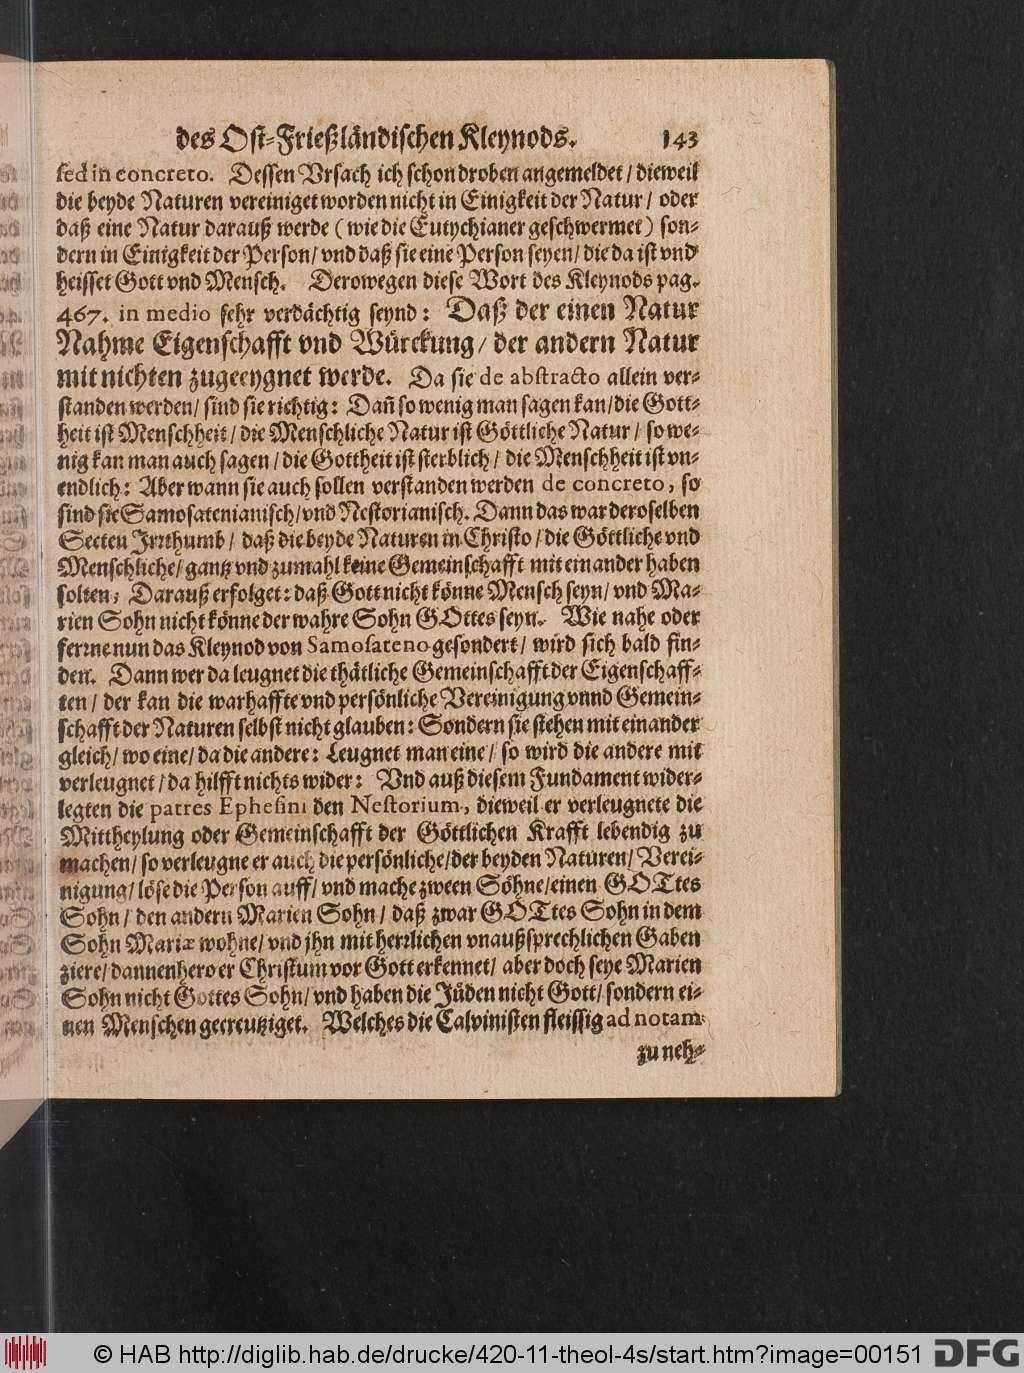 des Ost-Frießländischen Kleynods. 143
sed in concreto. Dessen Vrsach ich schon droben angemeldet / dieweil
die beyde Naturen vereiniget worden nicht in Einigkeit der Natur / oder
daß eine Natur darauß werde ( wie die Eutychianer geschwermet ) son-
dern in Einigkeit der Person / vnd daß sie eine Person seyen / die da ist vnd
heisset Gott vnd Mensch. Derowegen diese Wort des Kleynods pag.
467. in medio sehr verdächtig seynd : Daß der einen Natur
Nahme Eigenschafft vnd Würckung / der andern Natur
mit nichten zugeeygnet werde. Da sie de abstracto allein ver-
standen werden / sind sie richtig : Dañ so wenig man sagen kan / die Gott-
heit ist Menschheit / die Menschliche Natur ist Göttliche Natur / so we-
nig kan man auch sagen / die Gottheit ist sterblich / die Menschheit ist vn-
endlich : Aber wann sie auch sollen verstanden werden de concreto, so
sind sie Samosatenianisch / vnd Nestorianisch. Dann das war deroselben
Secten Irrthumb / daß die beyde Naturen in Christo / die Göttliche vnd
Menschliche / gantz vnd zumahl keine Gemeinschafft mit einander haben
solten, Darauß erfolget : daß Gott nicht könne Mensch seyn / vnd Ma-
rien Sohn nicht könne der wahre Sohn GOttes seyn. Wie nahe oder
ferrne nun das Kleynod von Samosateno gesondert / wird sich bald fin-
den. Dann wer da leugnet die thätliche Gemeinschafft der Eigenschaff-
ten / der kan die warhaffte vnd persönliche Vereinigung vnnd Gemein-
schafft der Naturen selbst nicht glauben : Sondern sie stehen mit einander
gleich / wo eine / da die andere : Leugnet man eine / so wird die andere mit
verleugnet / da hilfft nichts wider : Vnd auß diesem Fundament wider-
legten die patres Ephesini den Nestorium, dieweil er verleugnete die
Mittheylung oder Gemeinschafft der Göttlichen Krafft lebendig zu
machen / so verleugne er auch die persönliche / der beyden Naturen / Verei-
nigung / löse die Person auff / vnd mache zween Söhne / einen GOTtes
Sohn / den andern Marien Sohn / daß zwar GOTtes Sohn in dem
Sohn Mariæ wohne / vnd jhn mit herrlichen vnaußsprechlichen Gaben
ziere / dannenhero er Christum vor Gott erkennet / aber doch seye Marien
Sohn nicht Gottes Sohn / vnd haben die Jüden nicht Gott / sondern ei-
nen Menschen gecreutziget. Welches die Calvinisten fleissig ad notam
zu neh-
© HAB http://diglib.hab.de/drucke/420-11-theol-4s/start.htm?image=00151 DFG